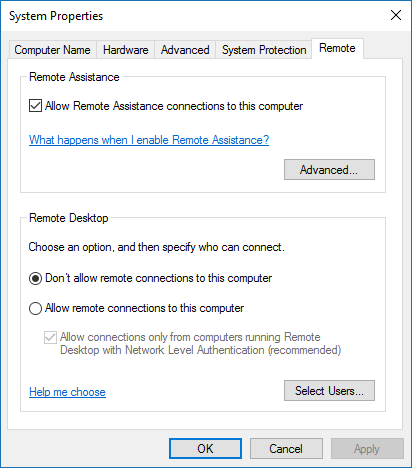 System Properties
Computer Name Hardware Advanced System Protection Remote
Remote Assistance
Allow Remote Assistance connections to this computer
What happens when I enable Remote Assistance?
Advanced...
Remote Desktop
Choose an option, and then specify who can connect.
Don't allow remote connections to this computer
Allow remote connections to this computer
Allow connections only from computers running Remote
Desktop with Network Level Authentication (recommended)
Help me choose
Select Users...
OK Cancel Apply